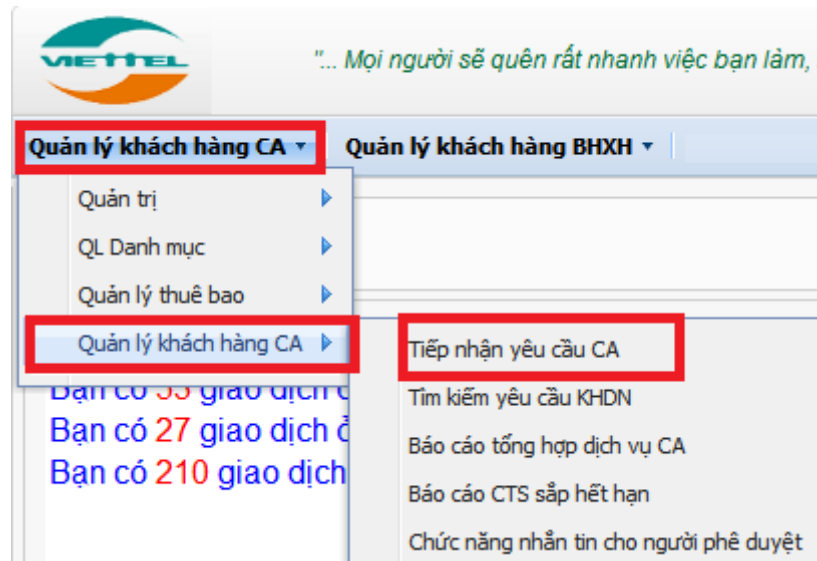 VIETTEL
"... Mọi người sẽ quên rất nhanh việc bạn làm,
Quản lý khách hàng CA Quản lý khách hàng BHXH
Quản trị
QL Danh mục
Quản lý thuê bao
Quản lý khách hàng CA
Tiếp nhận yêu cầu CA
Tìm kiếm yêu cầu KHDN
Báo cáo tổng hợp dịch vụ CA
Báo cáo CTS sắp hết hạn
Chức năng nhắn tin cho người phê duyệt
Bạn có giao dịch
Bạn có 27 giao dịch
Bạn có 210 giao dịch